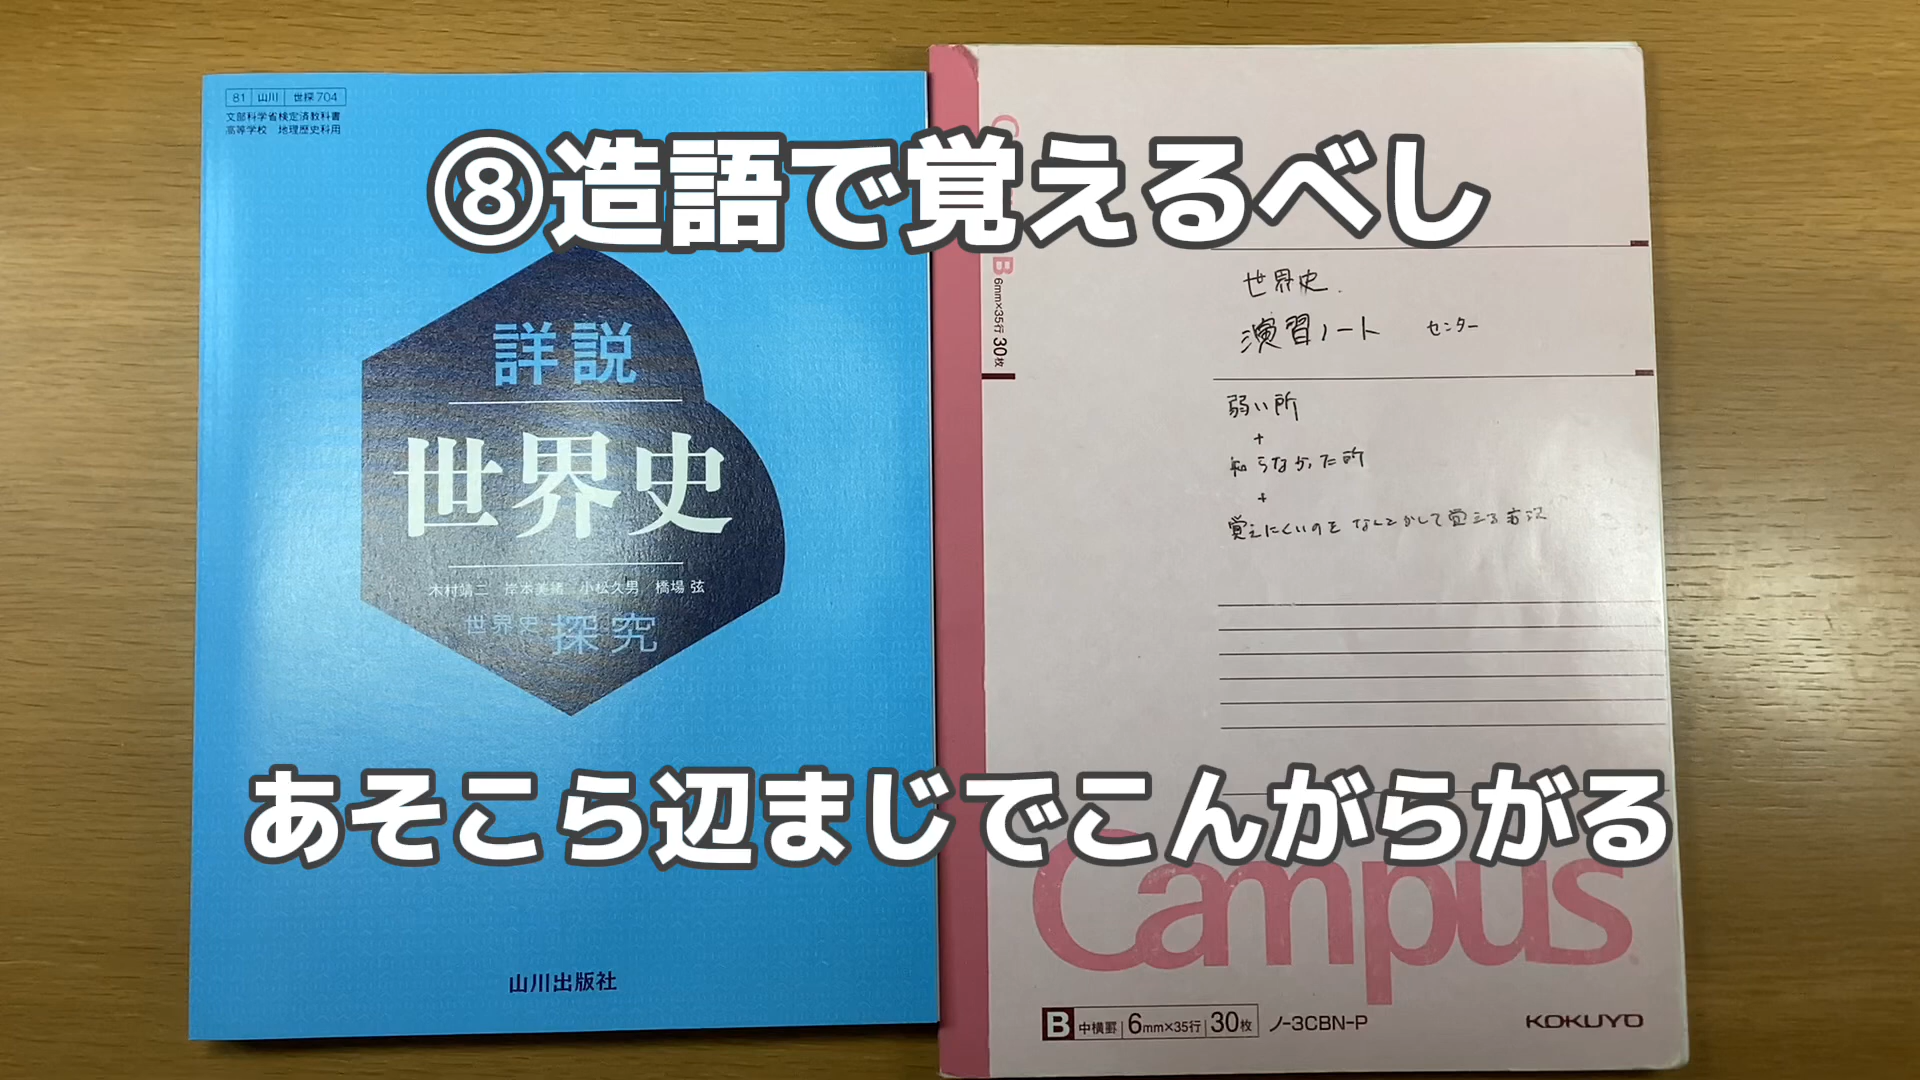 ⑧造語で覚えるべし
81 山川 世探704
文部科学省検定済教科書
高等学校 地理歴史科用
詳説
世界史
木村靖二 岸本美緒 小松久男 橋場 弦
世界史 探究
山川出版社
B
6mm×35行 30枚
世界史
演習ノート センター
弱い所
+
知らなかった所
+
覚えにくいのをなんとかして覚える方法
あそこら辺まじでこんがらがる
Campus
B 中横罫 6mm×35行 30枚 ノ-3CBN-P
KOKUYO